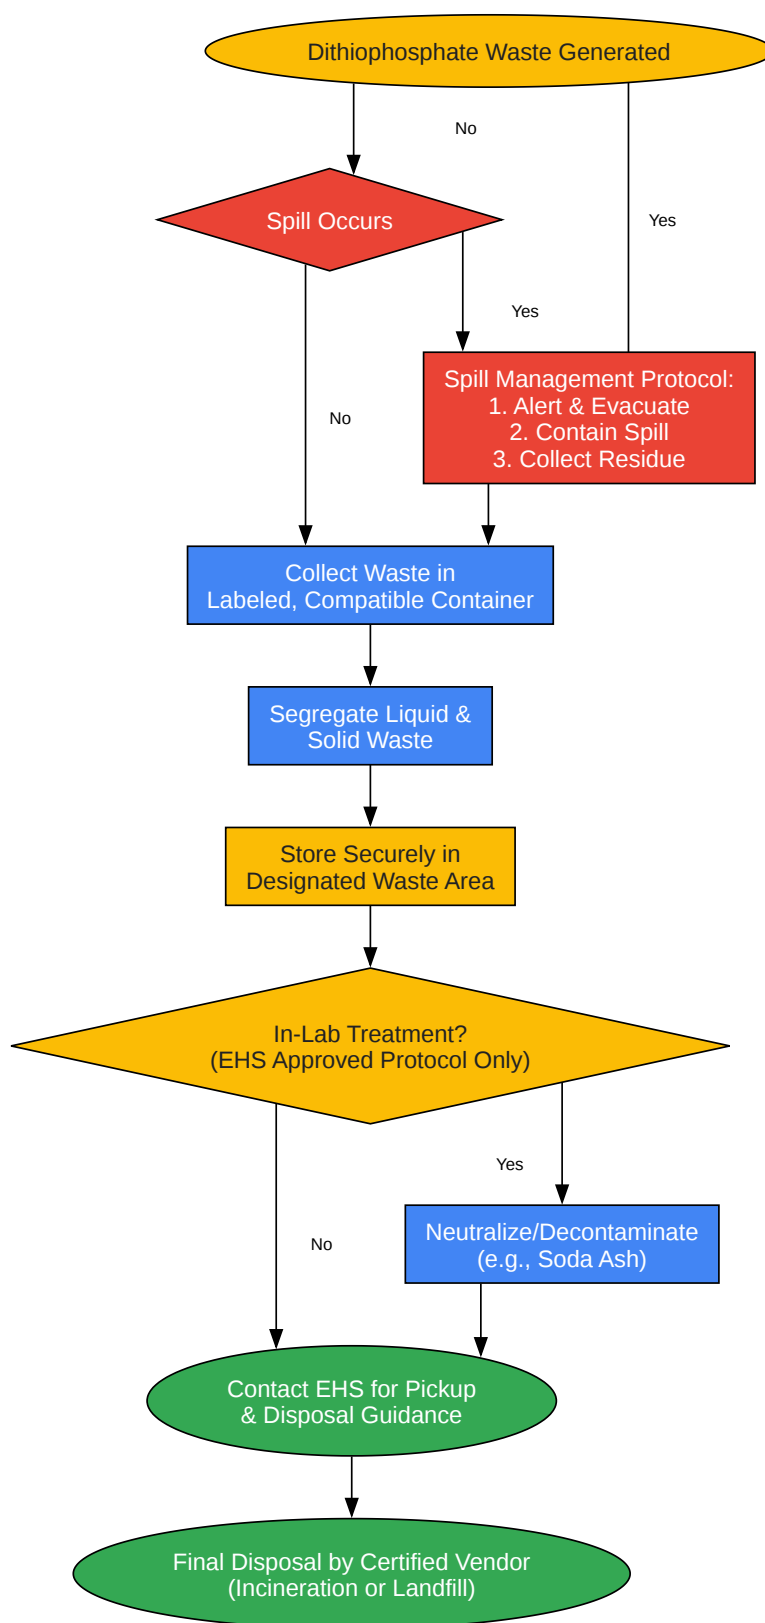 Dithiophosphate Waste Generated
No
Spill Occurs
Yes
Yes
Spill Management Protocol:
1. Alert & Evacuate
2. Contain Spill
3. Collect Residue
No
Collect Waste in
Labeled, Compatible Container
Segregate Liquid &
Solid Waste
Store Securely in
Designated Waste Area
In-Lab Treatment?
(EHS Approved Protocol Only)
Yes
Neutralize/Decontaminate
(e.g., Soda Ash)
No
Contact EHS for Pickup
& Disposal Guidance
Final Disposal by Certified Vendor
(Incineration or Landfill)